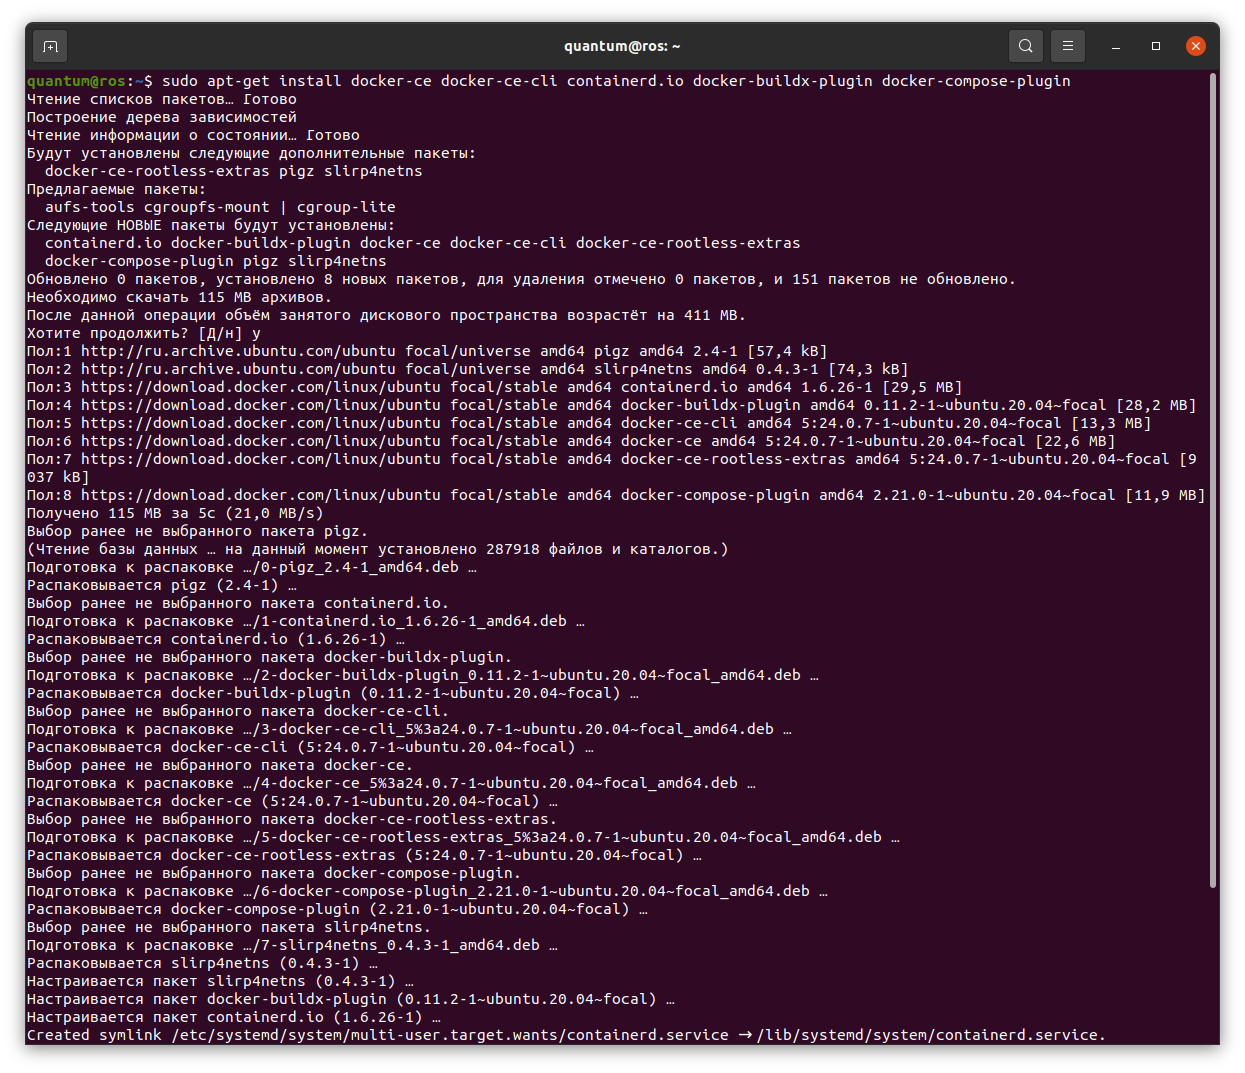 quantum@ros: ~
quantum@ros:~$ sudo apt-get install docker-ce docker-ce-cli containerd.io docker-buildx-plugin docker-compose-plugin
Чтение списков пакетов… Готово
Построение дерева зависимостей
Чтение информации о состоянии… Готово
Будут установлены следующие дополнительные пакеты:
  docker-ce-rootless-extras pigz slirp4netns
Предлагаемые пакеты:
  aufs-tools cgroupfs-mount | cgroup-lite
Следующие НОВЫЕ пакеты будут установлены:
  containerd.io docker-buildx-plugin docker-ce docker-ce-cli docker-ce-rootless-extras
  docker-compose-plugin pigz slirp4netns
Обновлено 0 пакетов, установлено 8 новых пакетов, для удаления отмечено 0 пакетов, и 151 пакетов не обновлено.
Необходимо скачать 115 MB архивов.
После данной операции объём занятого дискового пространства возрастёт на 411 MB.
Хотите продолжить? [Д/н] y
Пол:1 http://ru.archive.ubuntu.com/ubuntu focal/universe amd64 pigz amd64 2.4-1 [57,4 kB]
Пол:2 http://ru.archive.ubuntu.com/ubuntu focal/universe amd64 slirp4netns amd64 0.4.3-1 [74,3 kB]
Пол:3 https://download.docker.com/linux/ubuntu focal/stable amd64 containerd.io amd64 1.6.26-1 [29,5 MB]
Пол:4 https://download.docker.com/linux/ubuntu focal/stable amd64 docker-buildx-plugin amd64 0.11.2-1~ubuntu.20.04~focal [28,2 MB]
Пол:5 https://download.docker.com/linux/ubuntu focal/stable amd64 docker-ce-cli amd64 5:24.0.7-1~ubuntu.20.04~focal [13,3 MB]
Пол:6 https://download.docker.com/linux/ubuntu focal/stable amd64 docker-ce amd64 5:24.0.7-1~ubuntu.20.04~focal [22,6 MB]
Пол:7 https://download.docker.com/linux/ubuntu focal/stable amd64 docker-ce-rootless-extras amd64 5:24.0.7-1~ubuntu.20.04~focal [9
037 kB]
Пол:8 https://download.docker.com/linux/ubuntu focal/stable amd64 docker-compose-plugin amd64 2.21.0-1~ubuntu.20.04~focal [11,9 MB]
Получено 115 MB за 5с (21,0 MB/s)
Выбор ранее не выбранного пакета pigz.
(Чтение базы данных … на данный момент установлено 287918 файлов и каталогов.)
Подготовка к распаковке …/0-pigz_2.4-1_amd64.deb …
Распаковывается pigz (2.4-1) …
Выбор ранее не выбранного пакета containerd.io.
Подготовка к распаковке …/1-containerd.io_1.6.26-1_amd64.deb …
Распаковывается containerd.io (1.6.26-1) …
Выбор ранее не выбранного пакета docker-buildx-plugin.
Подготовка к распаковке …/2-docker-buildx-plugin_0.11.2-1~ubuntu.20.04~focal_amd64.deb …
Распаковывается docker-buildx-plugin (0.11.2-1~ubuntu.20.04~focal) …
Выбор ранее не выбранного пакета docker-ce-cli.
Подготовка к распаковке …/3-docker-ce-cli_5%3a24.0.7-1~ubuntu.20.04~focal_amd64.deb …
Распаковывается docker-ce-cli (5:24.0.7-1~ubuntu.20.04~focal) …
Выбор ранее не выбранного пакета docker-ce.
Подготовка к распаковке …/4-docker-ce_5%3a24.0.7-1~ubuntu.20.04~focal_amd64.deb …
Распаковывается docker-ce (5:24.0.7-1~ubuntu.20.04~focal) …
Выбор ранее не выбранного пакета docker-ce-rootless-extras.
Подготовка к распаковке …/5-docker-ce-rootless-extras_5%3a24.0.7-1~ubuntu.20.04~focal_amd64.deb …
Распаковывается docker-ce-rootless-extras (5:24.0.7-1~ubuntu.20.04~focal) …
Выбор ранее не выбранного пакета docker-compose-plugin.
Подготовка к распаковке …/6-docker-compose-plugin_2.21.0-1~ubuntu.20.04~focal_amd64.deb …
Распаковывается docker-compose-plugin (2.21.0-1~ubuntu.20.04~focal) …
Выбор ранее не выбранного пакета slirp4netns.
Подготовка к распаковке …/7-slirp4netns_0.4.3-1_amd64.deb …
Распаковывается slirp4netns (0.4.3-1) …
Настраивается пакет slirp4netns (0.4.3-1) …
Настраивается пакет docker-buildx-plugin (0.11.2-1~ubuntu.20.04~focal) …
Настраивается пакет containerd.io (1.6.26-1) …
Created symlink /etc/systemd/system/multi-user.target.wants/containerd.service → /lib/systemd/system/containerd.service.